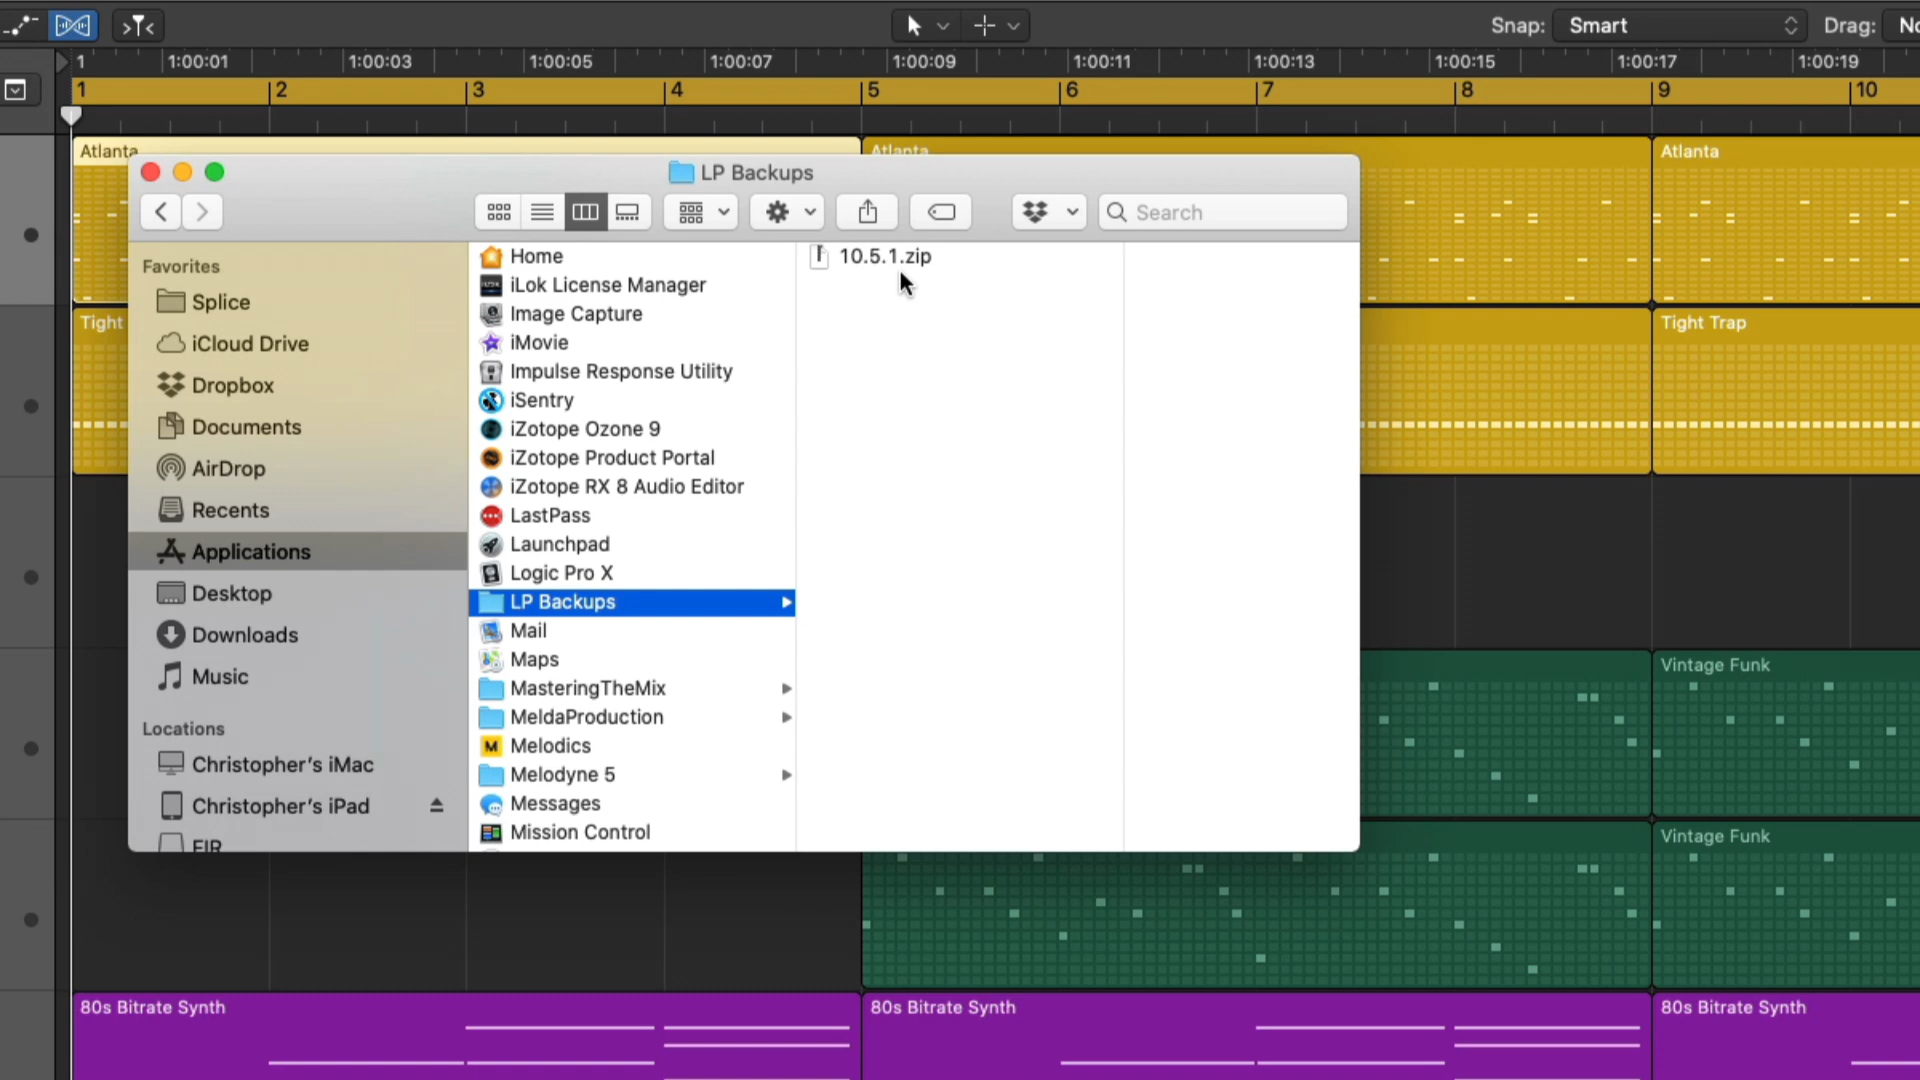 Snap: Smart Drag: No
1 1:00:01 1:00:03 1:00:05 1:00:07 1:00:09 1:00:11 1:00:13 1:00:15 1:00:17 1:00:19
1 2 3 4 5 6 7 8 9 10
Atlanta Atlanta Atlanta
LP Backups
Search
Favorites
Splice
iCloud Drive
Dropbox
Documents
AirDrop
Recents
Applications
Desktop
Downloads
Music
Locations
Christopher's iMac
Christopher's iPad
FIR
Home
iLok License Manager
Image Capture
iMovie
Impulse Response Utility
iSentry
iZotope Ozone 9
iZotope Product Portal
iZotope RX 8 Audio Editor
LastPass
Launchpad
Logic Pro X
LP Backups
Mail
Maps
MasteringTheMix
MeldaProduction
Melodics
Melodyne 5
Messages
Mission Control
10.5.1.zip
Tight Tight Trap
Vintage Funk
Vintage Funk
80s Bitrate Synth 80s Bitrate Synth 80s Bitrate Synth